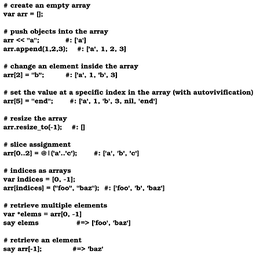 # create an empty array
var arr = [];
# push objects into the array
arr << "a";       #: ['a']
arr.append(1,2,3);   #: ['a', 1, 2, 3]
# change an element inside the array
arr[2] = "b";       #: ['a', 1, 'b', 3]
# set the value at a specific index in the array (with autovivification)
arr[5] = "end";     #: ['a', 1, 'b', 3, nil, 'end']
# resize the array
arr.resize_to(-1);   #: []
# slice assignment
arr[0..2] = @|('a'..'c');     #: ['a', 'b', 'c']
# indices as arrays
var indices = [0, -1];
arr[indices] = ("foo", "baz");  #: ['foo', 'b', 'baz']
# retrieve multiple elements
var *elems = arr[0, -1]
say elems           #=> ['foo', 'baz']
# retrieve an element
say arr[-1];         #=> 'baz'